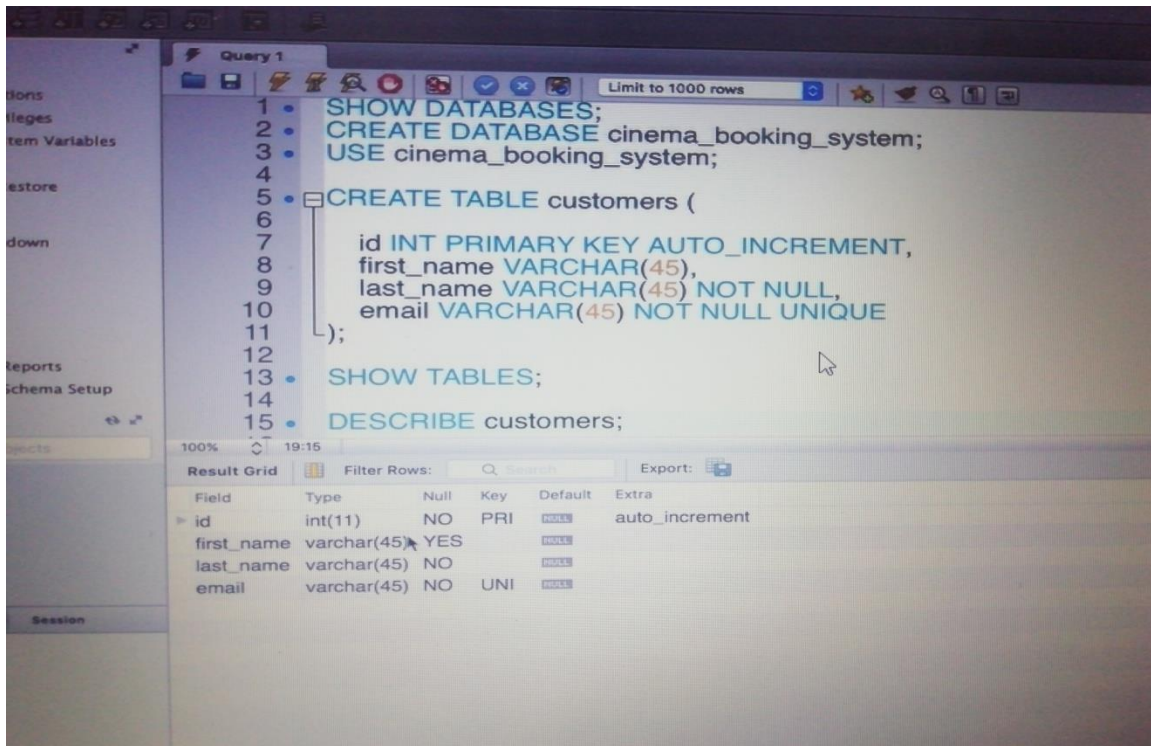 Query 1
Limit to 1000 rows
tions
ileges
tem Variables
estore
down
Reports
Schema Setup
Session
1 SHOW DATABASES;
2 CREATE DATABASE cinema_booking_system;
3 USE cinema_booking_system;
4
5 CREATE TABLE customers (
6
7 id INT PRIMARY KEY AUTO_INCREMENT,
8 first_name VARCHAR(45),
9 last_name VARCHAR(45) NOT NULL,
10 email VARCHAR(45) NOT NULL UNIQUE
11 );
12
13 SHOW TABLES;
14
15 DESCRIBE customers;
100% 19:15
Result Grid Filter Rows: Search Export:
Field Type Null Key Default Extra
id int(11) NO PRI NULL auto_increment
first_name varchar(45) YES NULL
last_name varchar(45) NO NULL
email varchar(45) NO UNI NULL